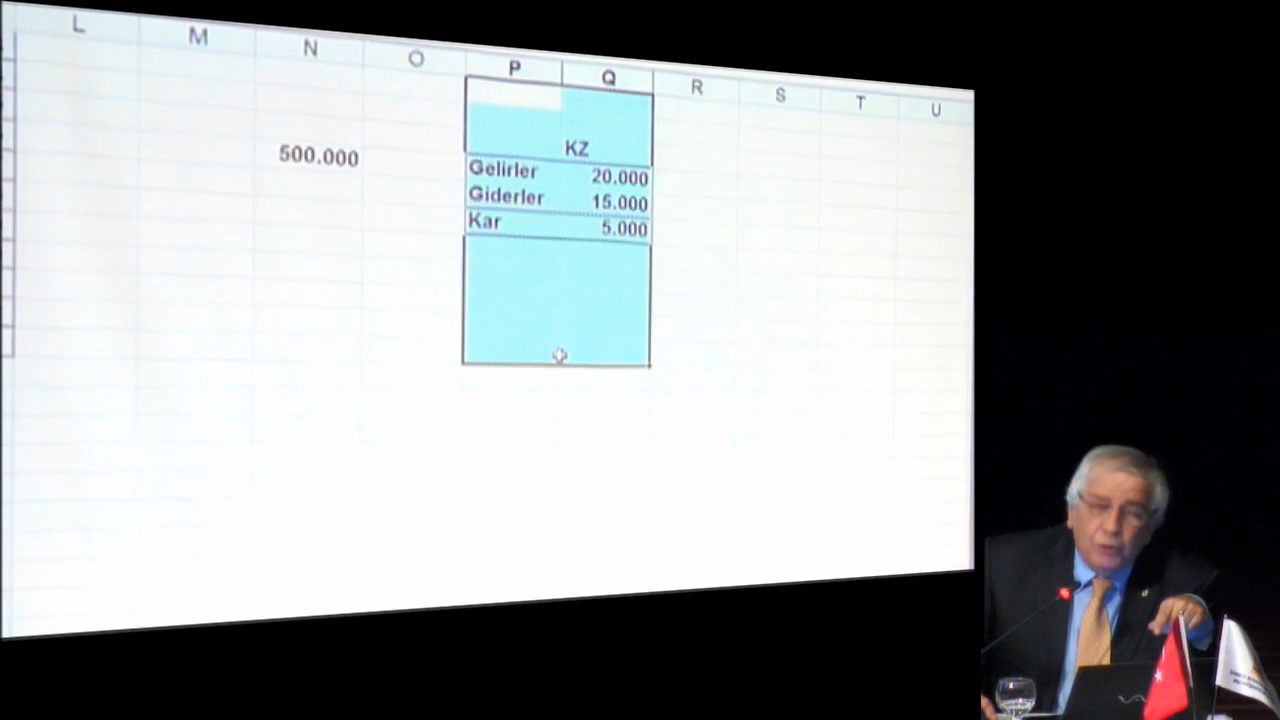 L M N O P Q R S T U
KZ
500.000
Gelirler 20.000
Giderler 15.000
Kar 5.000